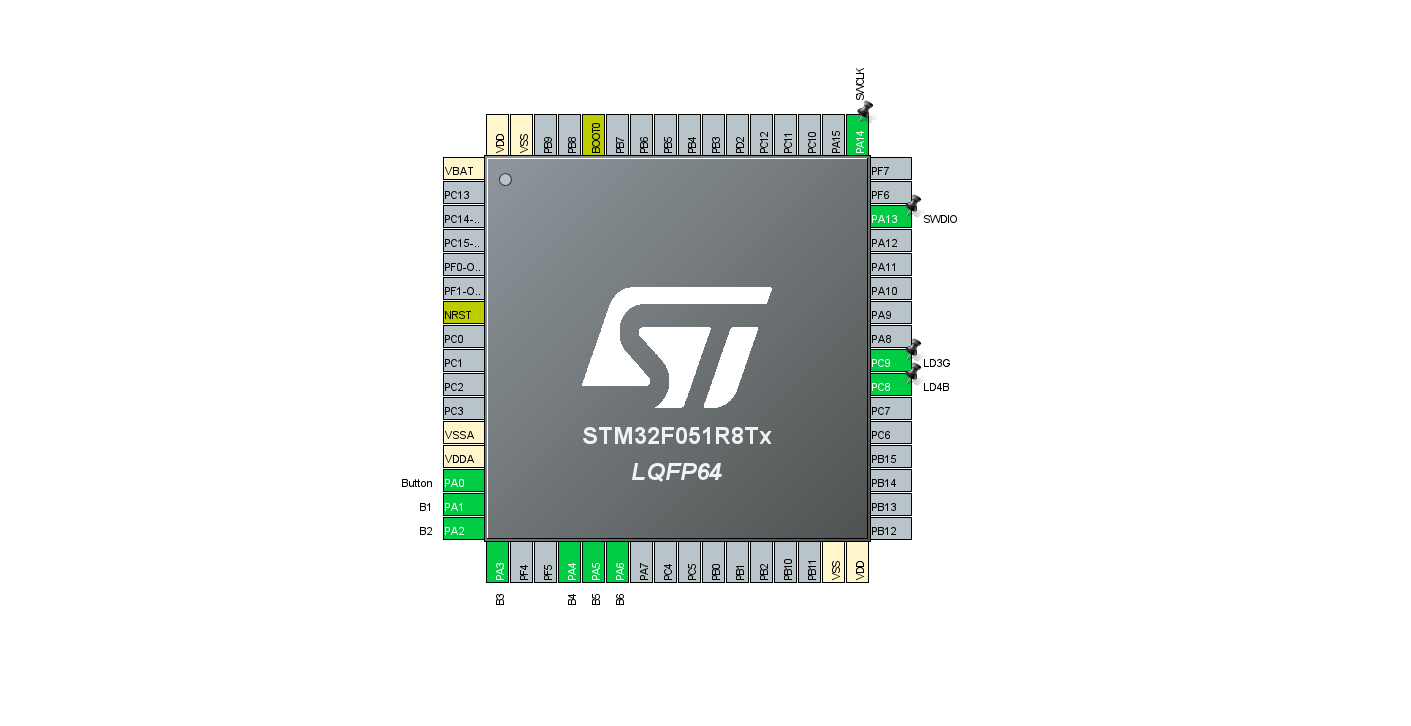 SWCLK
VDD
VSS
PB9
PB8
BOOT0
PB7
PB6
PB5
PB4
PB3
PD2
PC12
PC11
PC10
PA15
PA14
VBAT
PC13
PC14-..
PC15-..
PF0-O..
PF1-O..
NRST
PC0
PC1
PC2
PC3
VSSA
VDDA
Button PA0
B1 PA1
B2 PA2
PF7
PF6
PA13 SWDIO
PA12
PA11
PA10
PA9
PA8
PC9 LD3G
PC8 LD4B
PC7
PC6
PB15
PB14
PB13
PB12
ST
STM32F051R8Tx
LQFP64
PA3
PF4
PF5
PA4
PA5
PA6
PA7
PC4
PC5
PB0
PB1
PB2
PB10
PB11
VSS
VDD
B3
B4
B5
B6